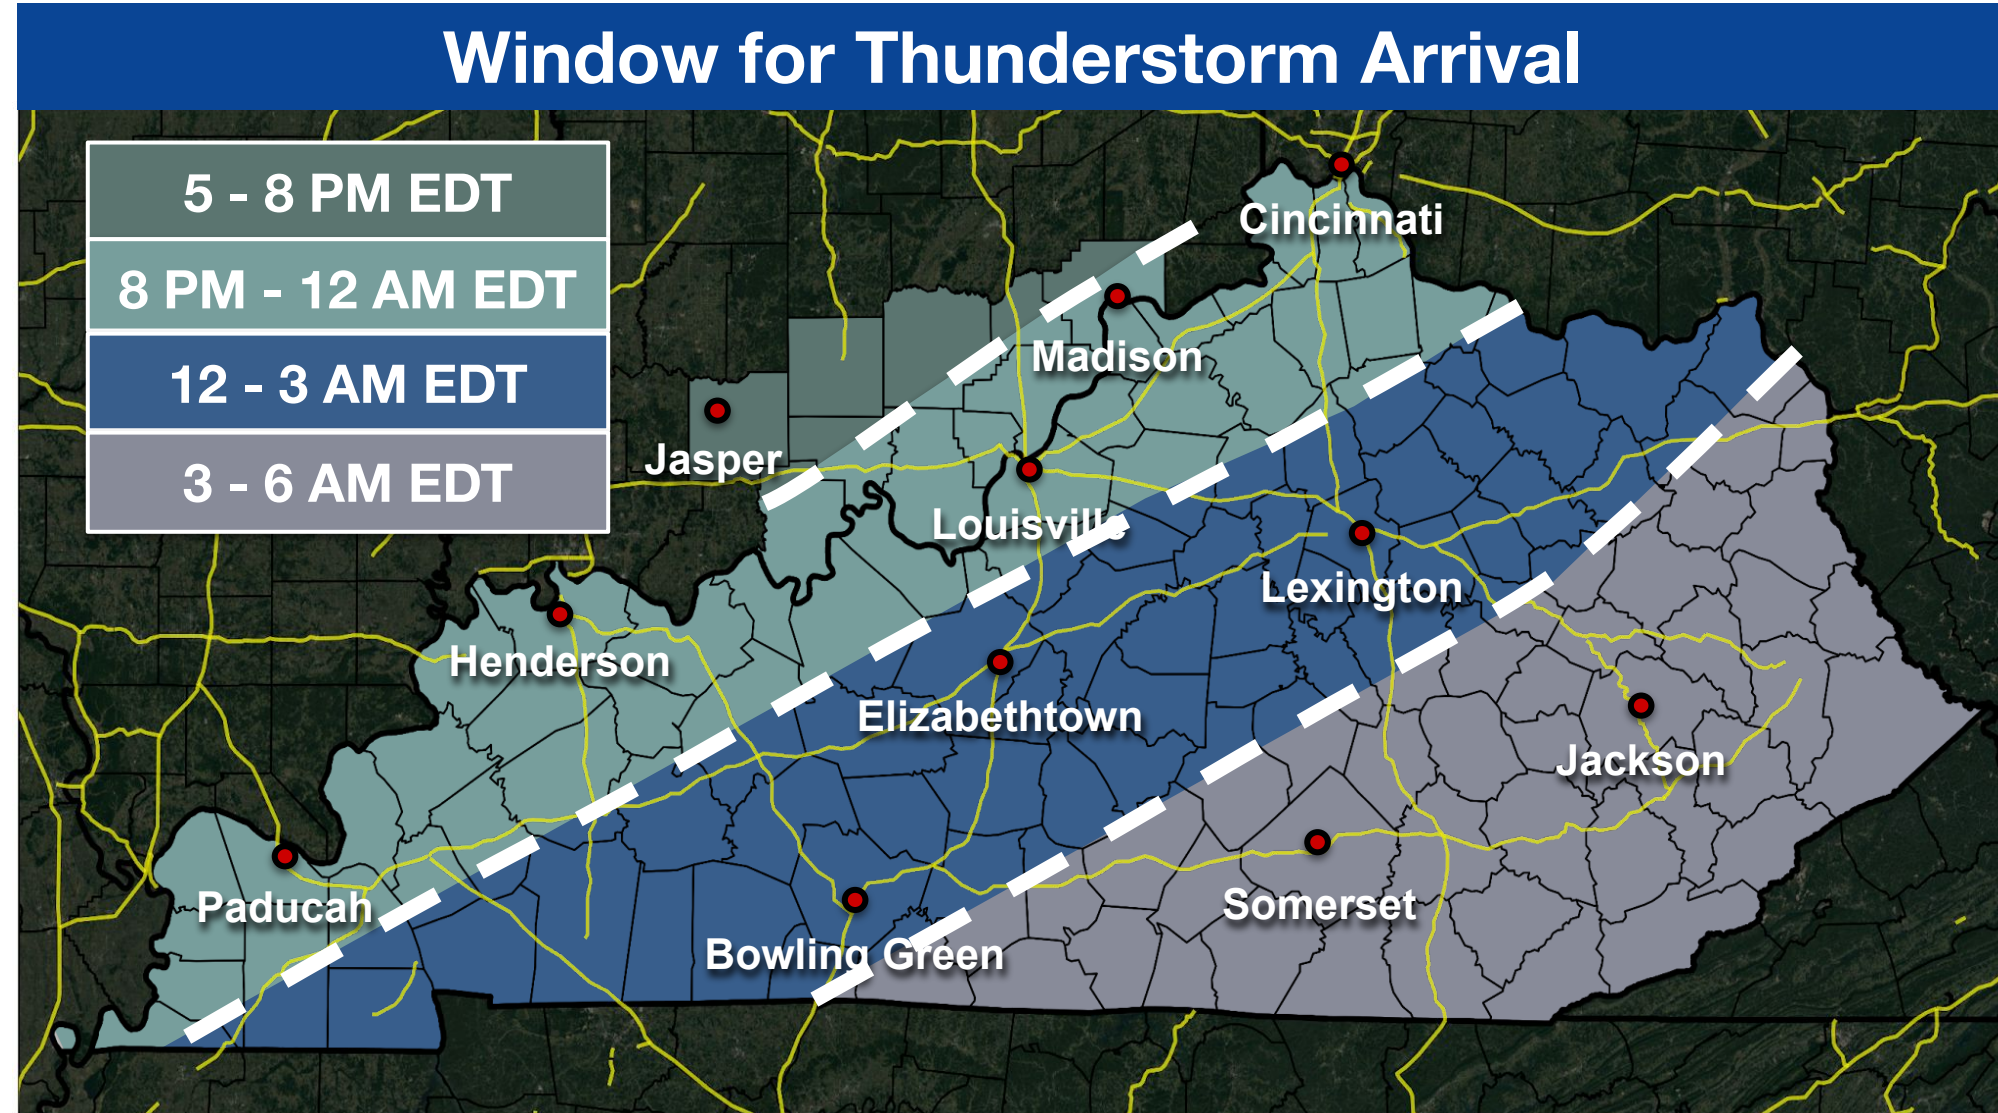 Window for Thunderstorm Arrival
5 - 8 PM EDT
8 PM - 12 AM EDT
12 - 3 AM EDT
3 - 6 AM EDT
Cincinnati
Madison
Jasper
Louisville
Lexington
Henderson
Elizabethtown
Jackson
Somerset
Paducah
Bowling Green